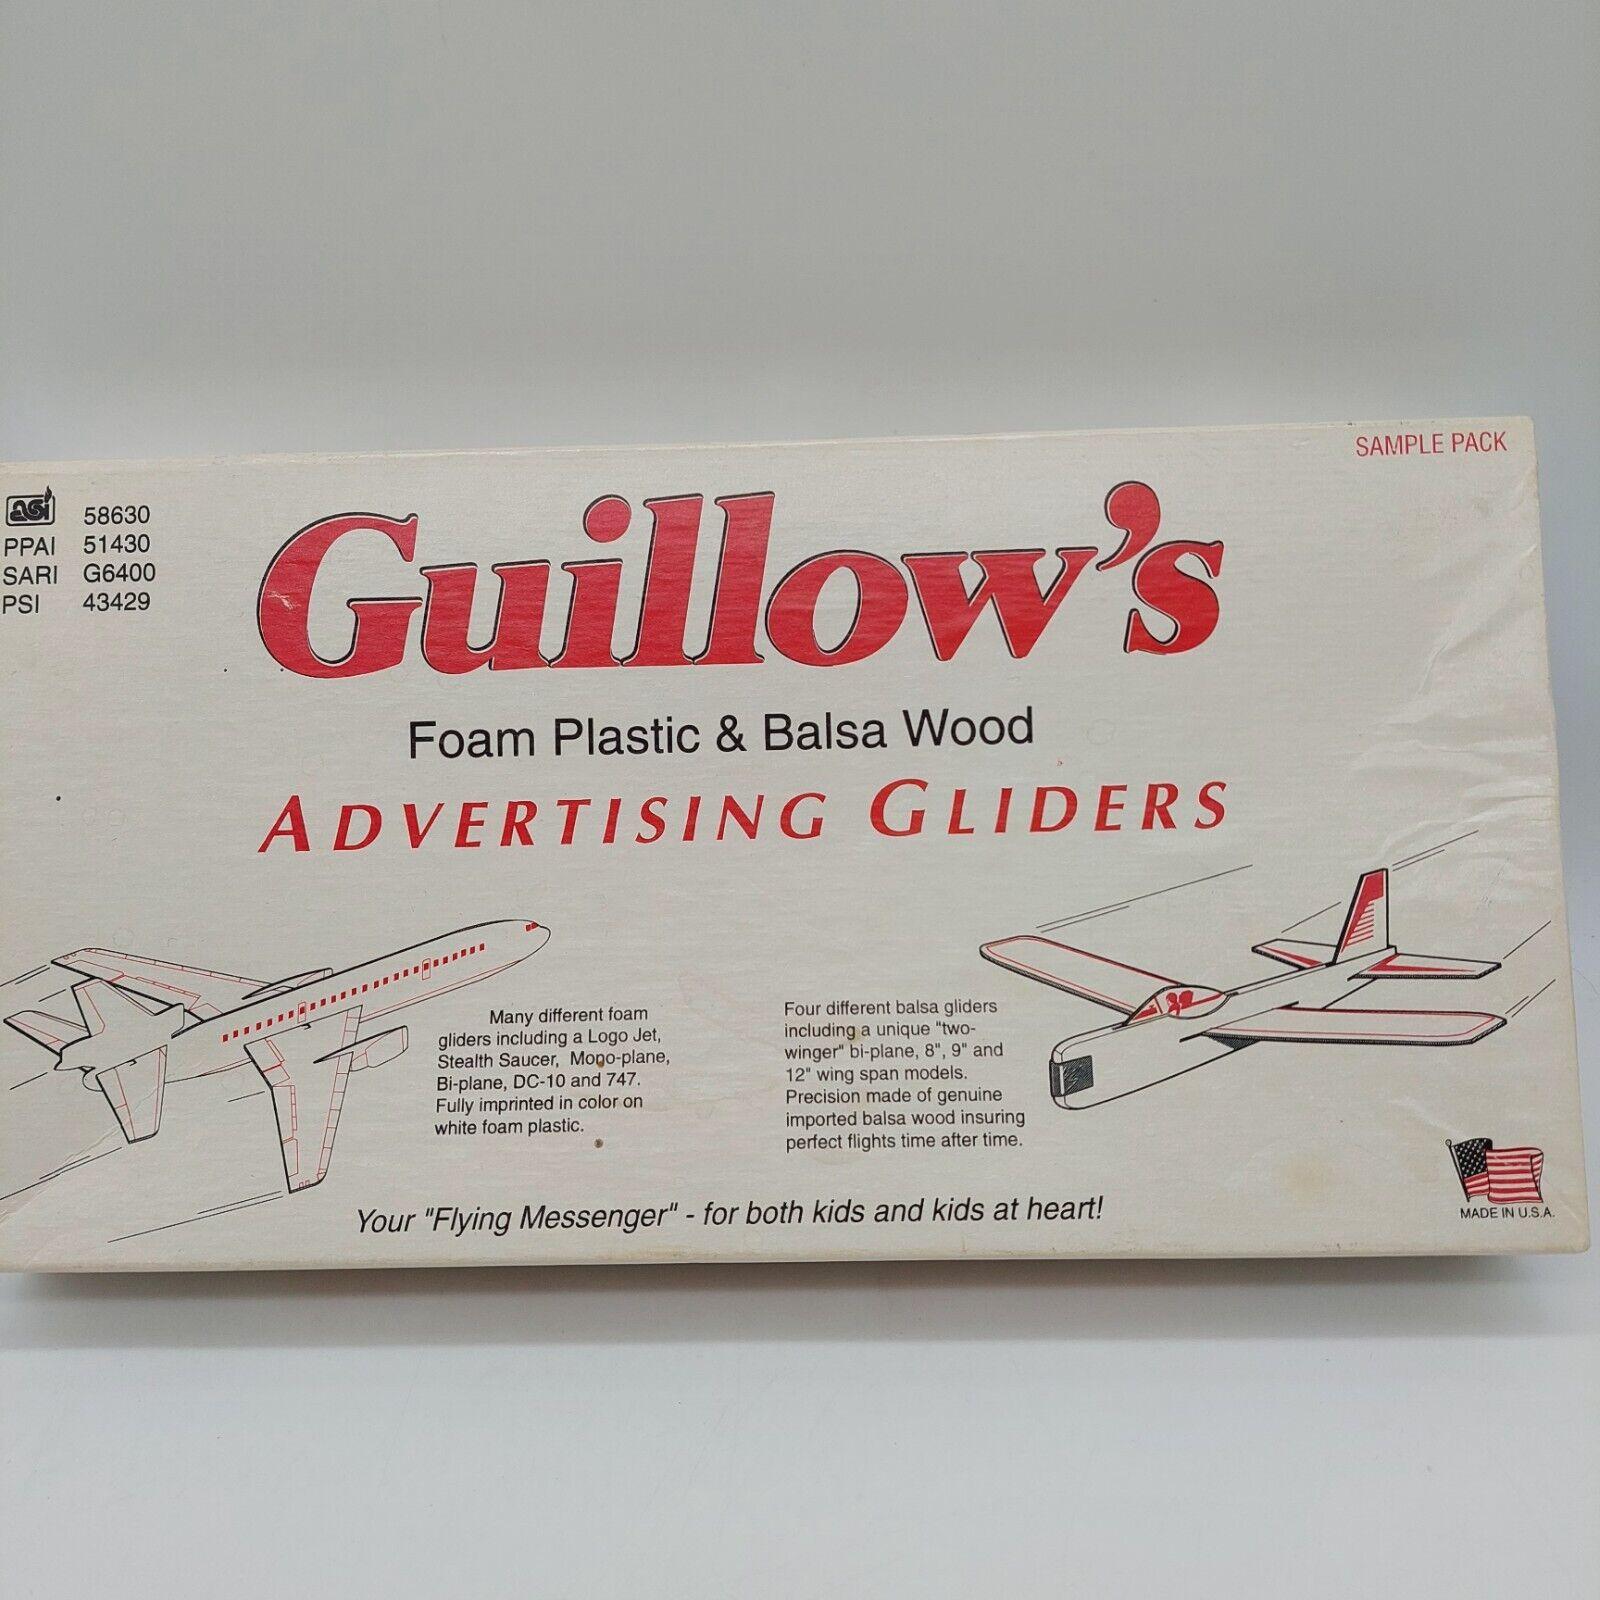 SAMPLE PACK
asi 58630
PPAI 51430
SARI G6400
PSI 43429
Guillow's
Foam Plastic & Balsa Wood
ADVERTISING GLIDERS
Many different foam
gliders including a Logo Jet,
Stealth Saucer, Mono-plane,
Bi-plane, DC-10 and 747.
Fully imprinted in color on
white foam plastic.
Four different balsa gliders
including a unique "two-
winger" bi-plane, 8", 9" and
12" wing span models.
Precision made of genuine
imported balsa wood insuring
perfect flights time after time.
Your "Flying Messenger" - for both kids and kids at heart!
MADE IN U.S.A.